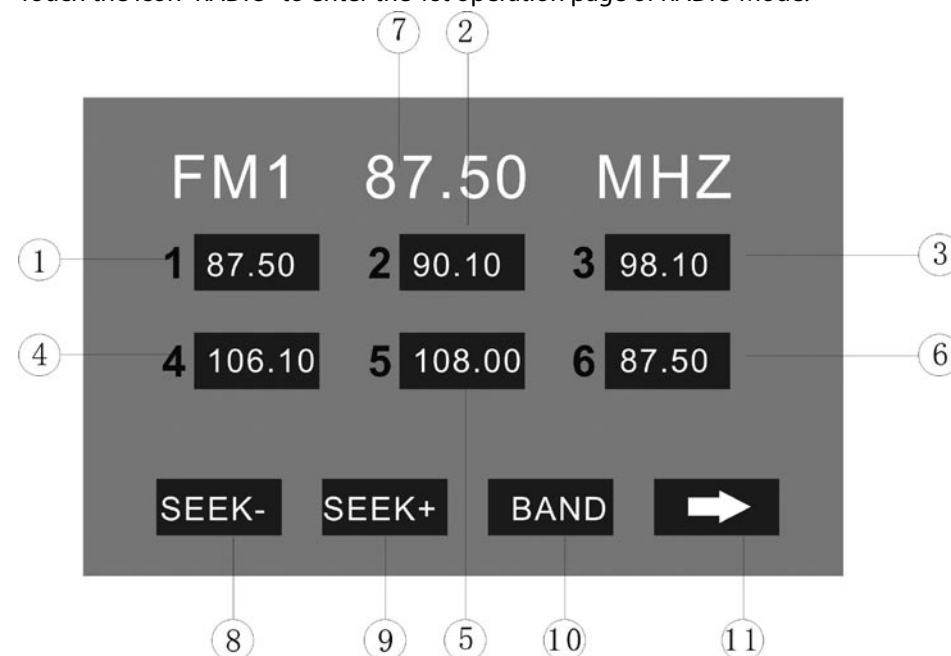 Touch the icon "RADIO" to enter the 1st operation page of RADIO mode.
7 2
FM1 87.50 MHZ
1 1 87.50 2 90.10 3 98.10 3
4 4 106.10 5 108.00 6 87.50 6
SEEK- SEEK+ BAND
8 9 5 10 11